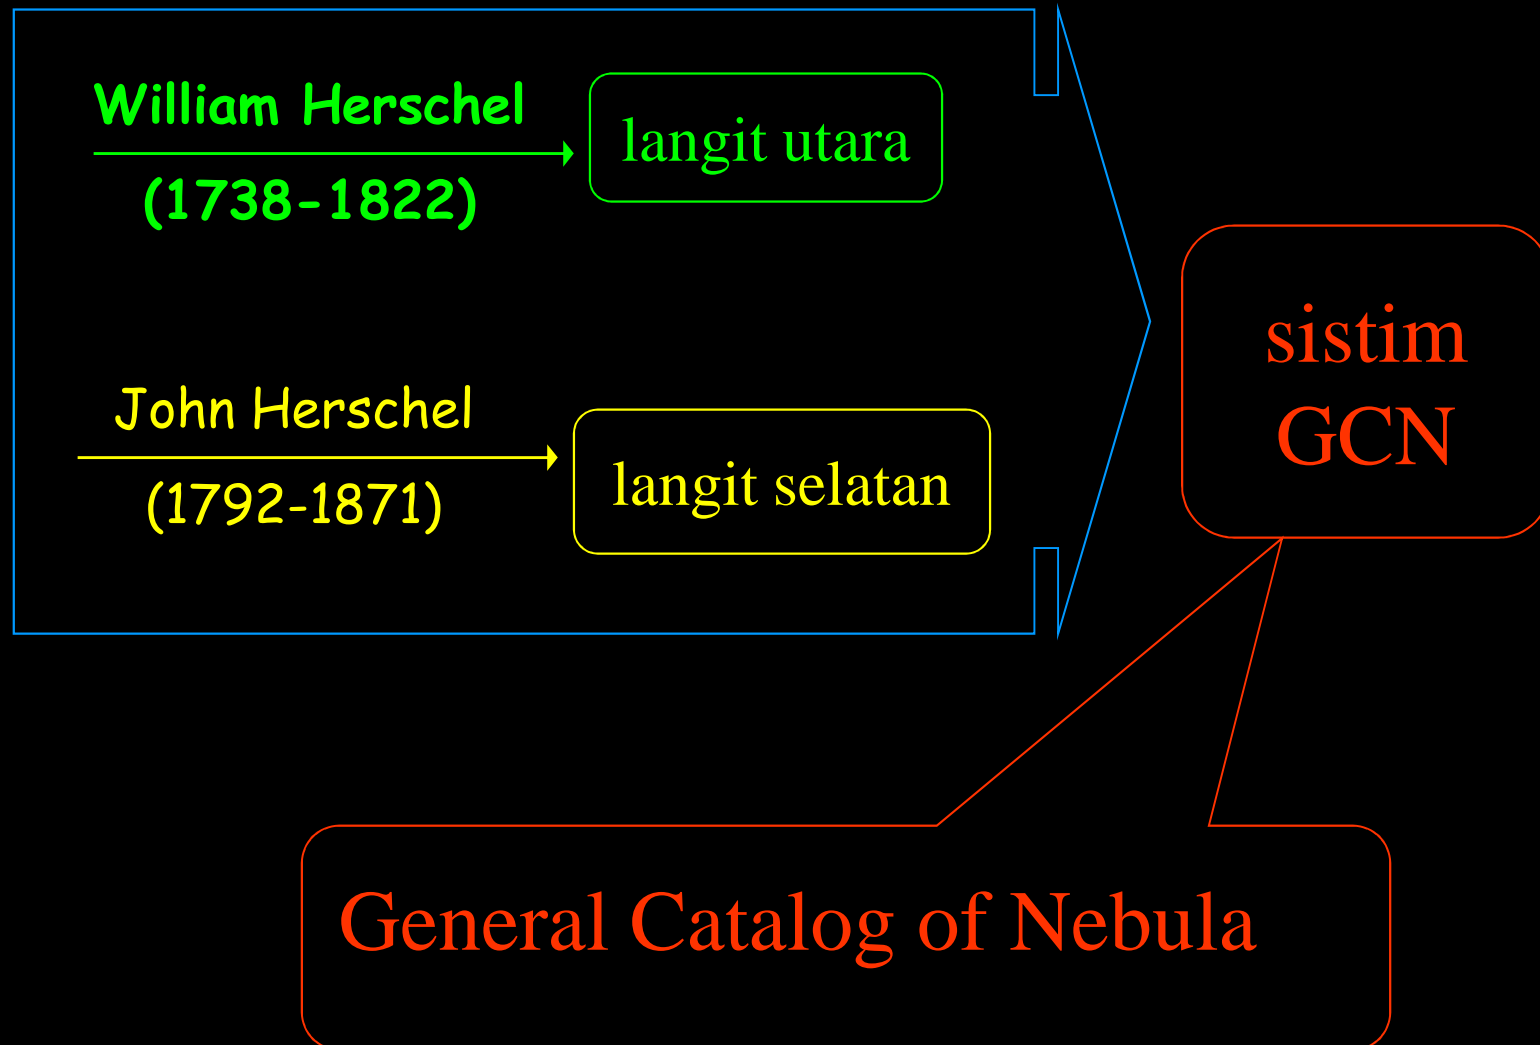 William Herschel
(1738-1822)
langit utara
John Herschel
(1792-1871)
langit selatan
sistim
GCN
General Catalog of Nebula